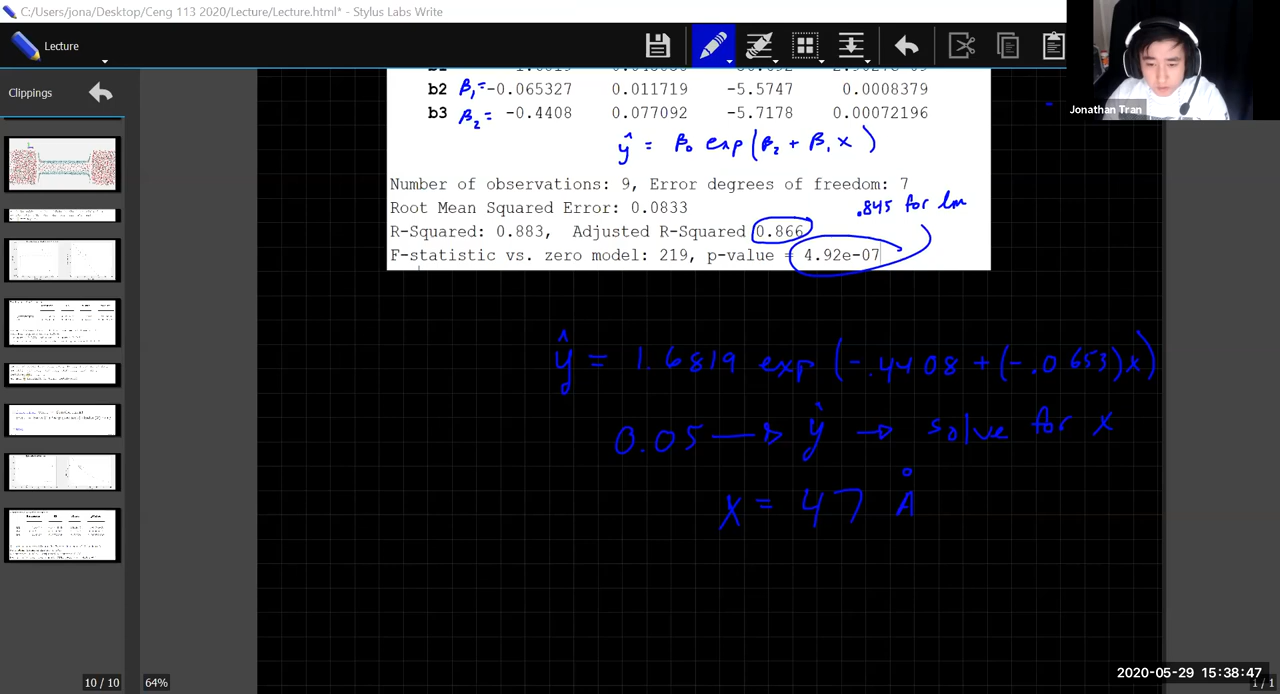 C:/Users/jona/Desktop/Ceng 113 2020/Lecture/Lecture.html* - Stylus Labs Write
Lecture
Clippings
Jonathan Tran
b2 β₁= -0.065327 0.011719 -5.5747 0.0008379
b3 β₂= -0.4408 0.077092 -5.7178 0.00072196
ŷ = β₀ exp(β₂ + β₁ x)
Number of observations: 9, Error degrees of freedom: 7
Root Mean Squared Error: 0.0833
.845 for lm
R-Squared: 0.883, Adjusted R-Squared 0.866
F-statistic vs. zero model: 219, p-value = 4.92e-07
ŷ = 1.6819 exp(-.4408 + (-.0653)x)
0.05 → ŷ → solve for x
x = 47 Å
10 / 10
64%
2020-05-29 15:38:47
1 / 1